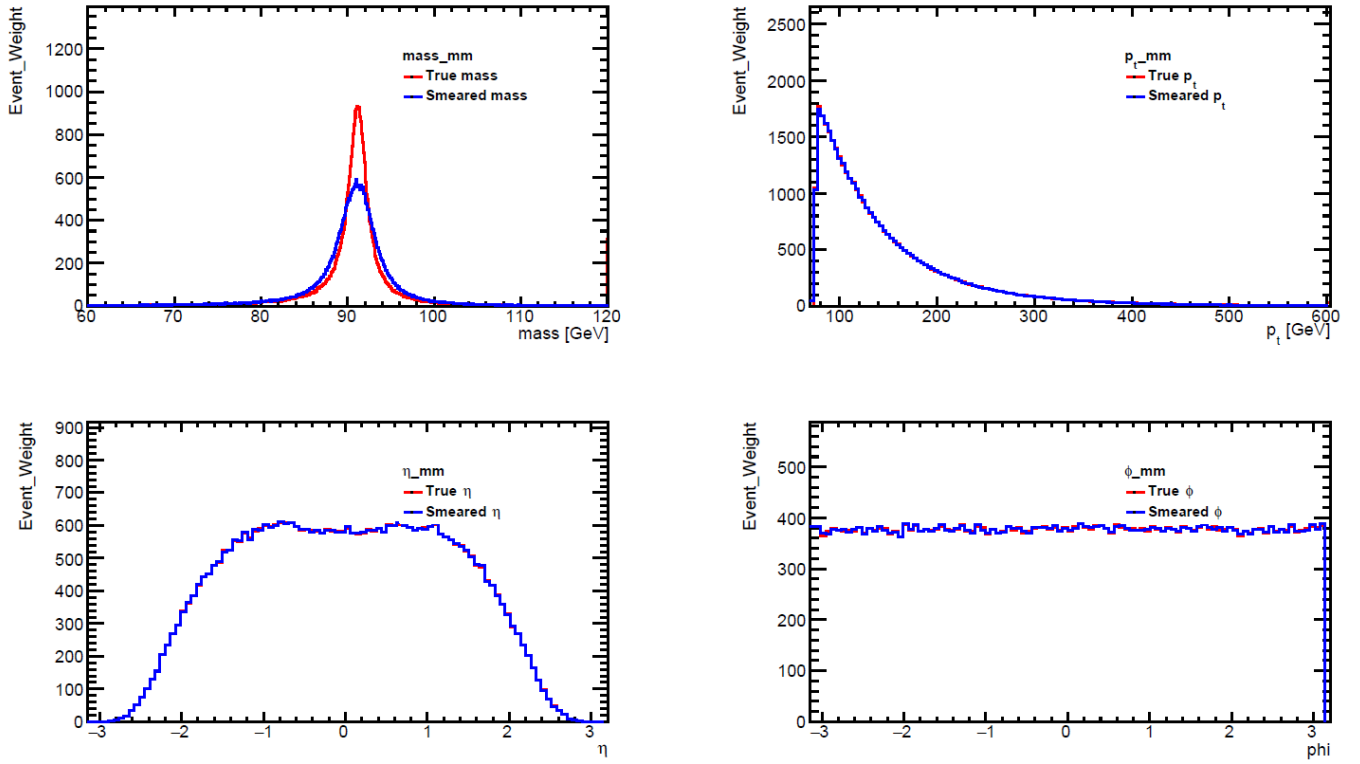 Event_Weight
1400
1200
1000
800
600
400
200
0
mass_mm
True mass
Smeared mass
60 70 80 90 100 110 120
mass [GeV]
Event_Weight
2500
2000
1500
1000
500
0
p_t_mm
True p_t
Smeared p_t
100 200 300 400 500 600
p_t [GeV]
Event_Weight
900
800
700
600
500
400
300
200
100
0
η_mm
True η
Smeared η
−3 −2 −1 0 1 2 3
η
Event_Weight
500
400
300
200
100
0
ϕ_mm
True ϕ
Smeared ϕ
−3 −2 −1 0 1 2 3
phi